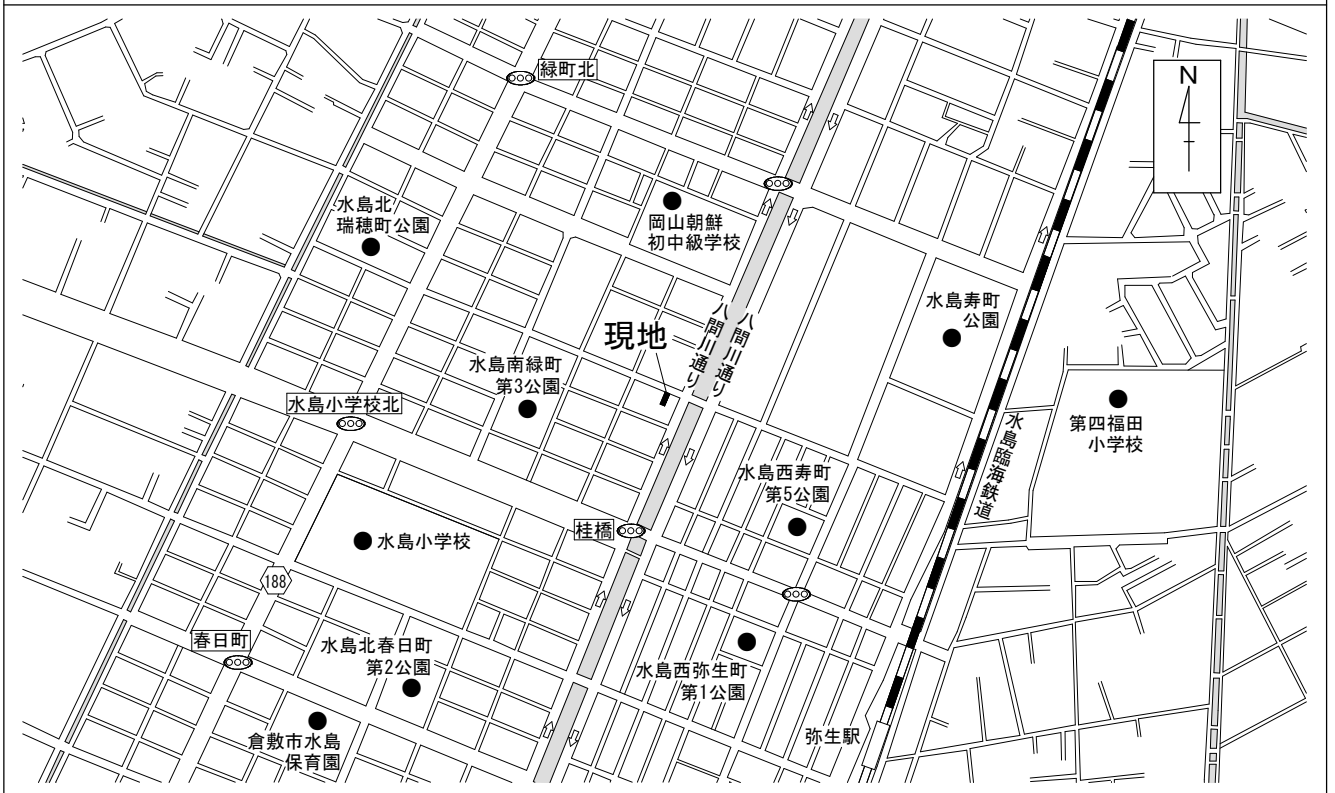 緑町北
N
水島北
瑞穂町公園
岡山朝鮮
初中級学校
水島寿町
公園
八間川通り
八間川通り
現地
水島南緑町
第3公園
水島小学校北
第四福田
小学校
水島臨海鉄道
水島西寿町
第5公園
桂橋
水島小学校
188
春日町
水島北春日町
第2公園
水島西弥生町
第1公園
倉敷市水島
保育園
弥生駅